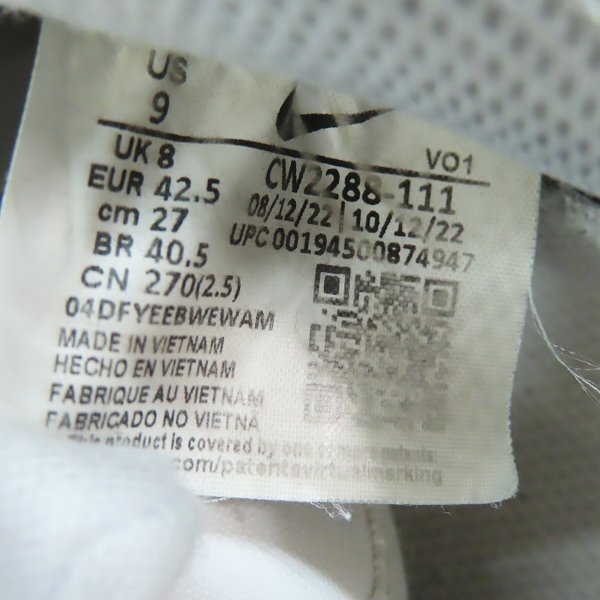 US
9
VO1
UK 8
CW2288-111
EUR 42.5
08/12/22 | 10/12/22
cm 27
UPC 00194500874947
BR 40.5
CN 270(2.5)
04DFYEEBWEWAM
MADE IN VIETNAM
HECHO EN VIETNAM
FABRIQUE AU VIETNAM
FABRICADO NO VIETNA
This product is covered by one or more patents:
com/patentsvirtualmarking